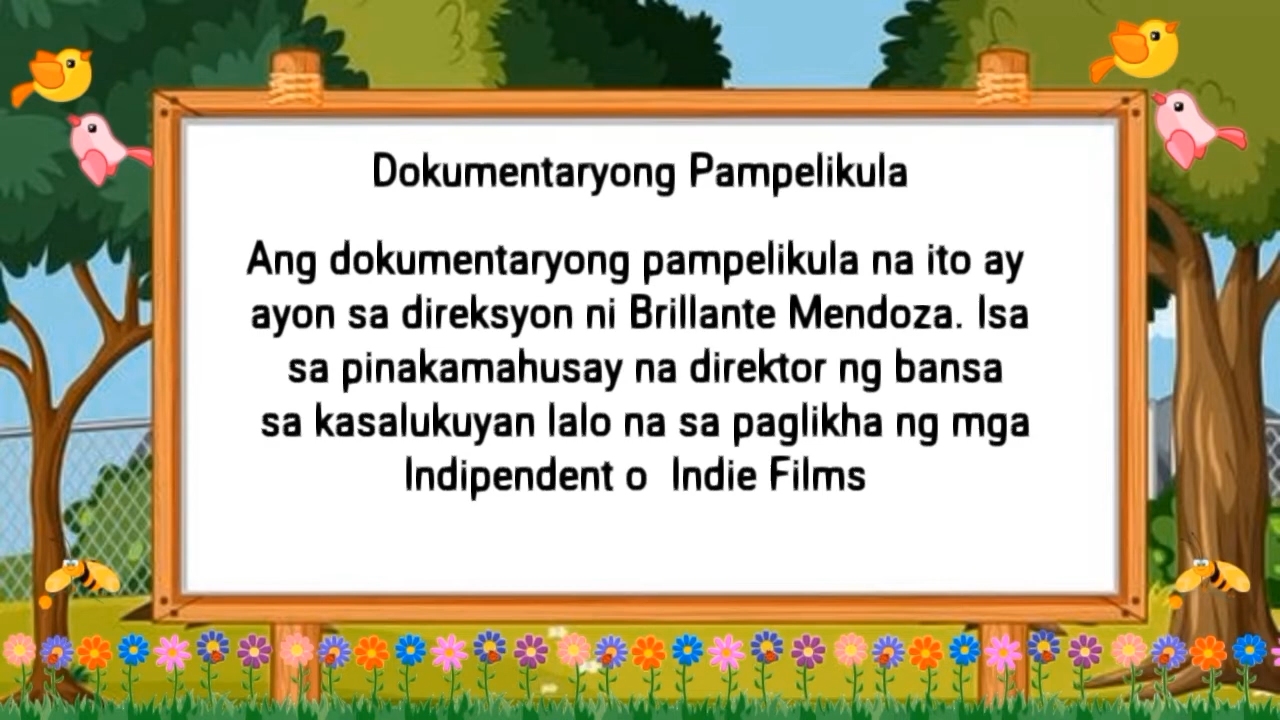 Dokumentaryong Pampelikula
Ang dokumentaryong pampelikula na ito ay
ayon sa direksyon ni Brillante Mendoza. Isa
sa pinakamahusay na direktor ng bansa
sa kasalukuyan lalo na sa paglikha ng mga
Indipendent o Indie Films